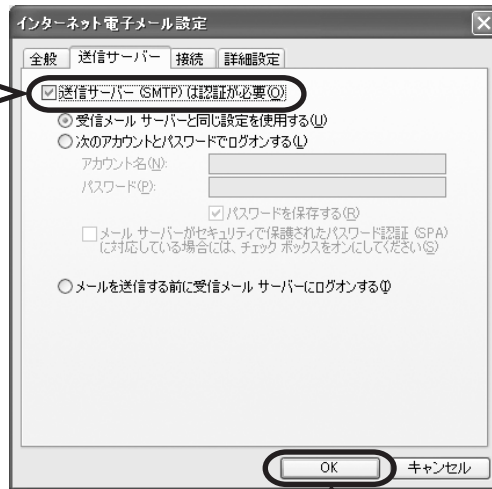 インターネット電子メール設定
全般 送信サーバー 接続 詳細設定
送信サーバー (SMTP) は認証が必要(O)
受信メール サーバーと同じ設定を使用する(U)
次のアカウントとパスワードでログオンする(L)
アカウント名(N):
パスワード(P):
パスワードを保存する(R)
メール サーバーがセキュリティで保護されたパスワード認証 (SPA)
に対応している場合には、チェック ボックスをオンにしてください(S)
メールを送信する前に受信メール サーバーにログオンする(I)
OK キャンセル